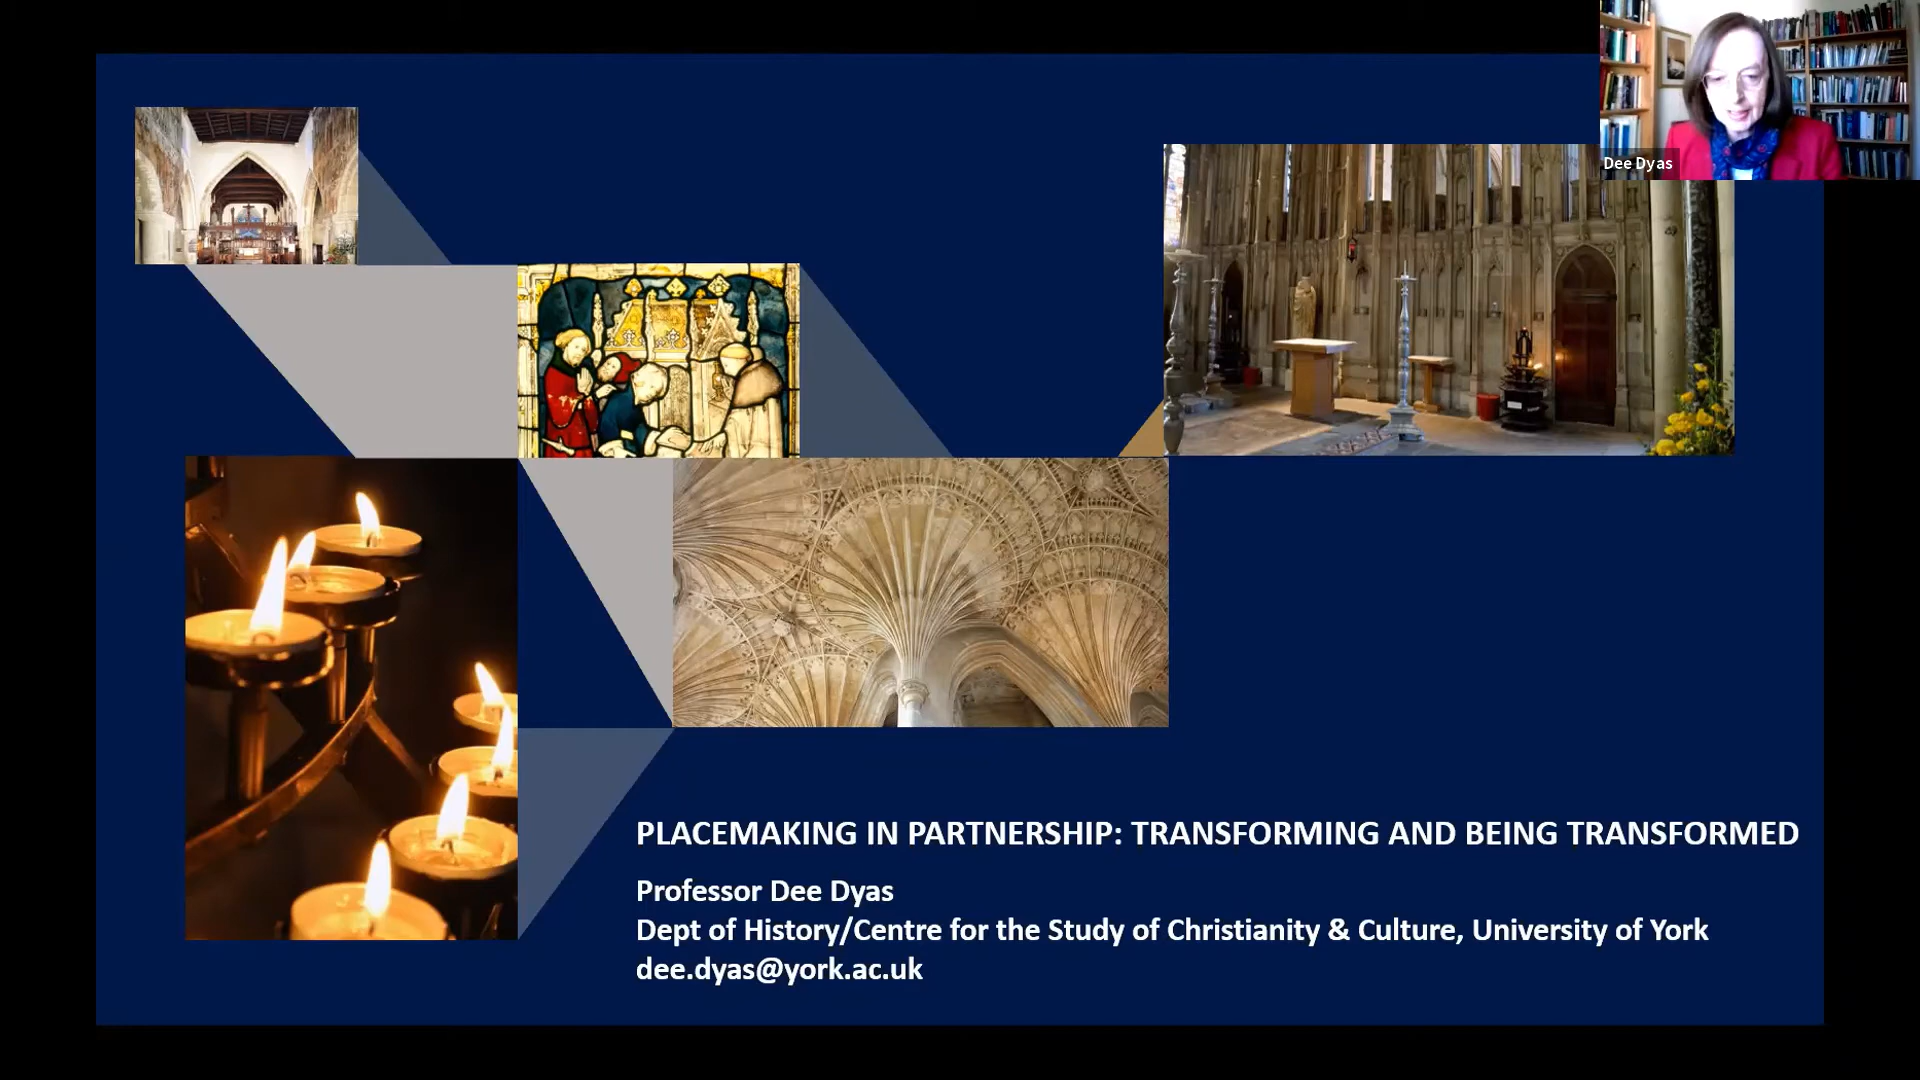 Dee Dyas
PLACEMAKING IN PARTNERSHIP: TRANSFORMING AND BEING TRANSFORMED
Professor Dee Dyas
Dept of History/Centre for the Study of Christianity & Culture, University of York
dee.dyas@york.ac.uk